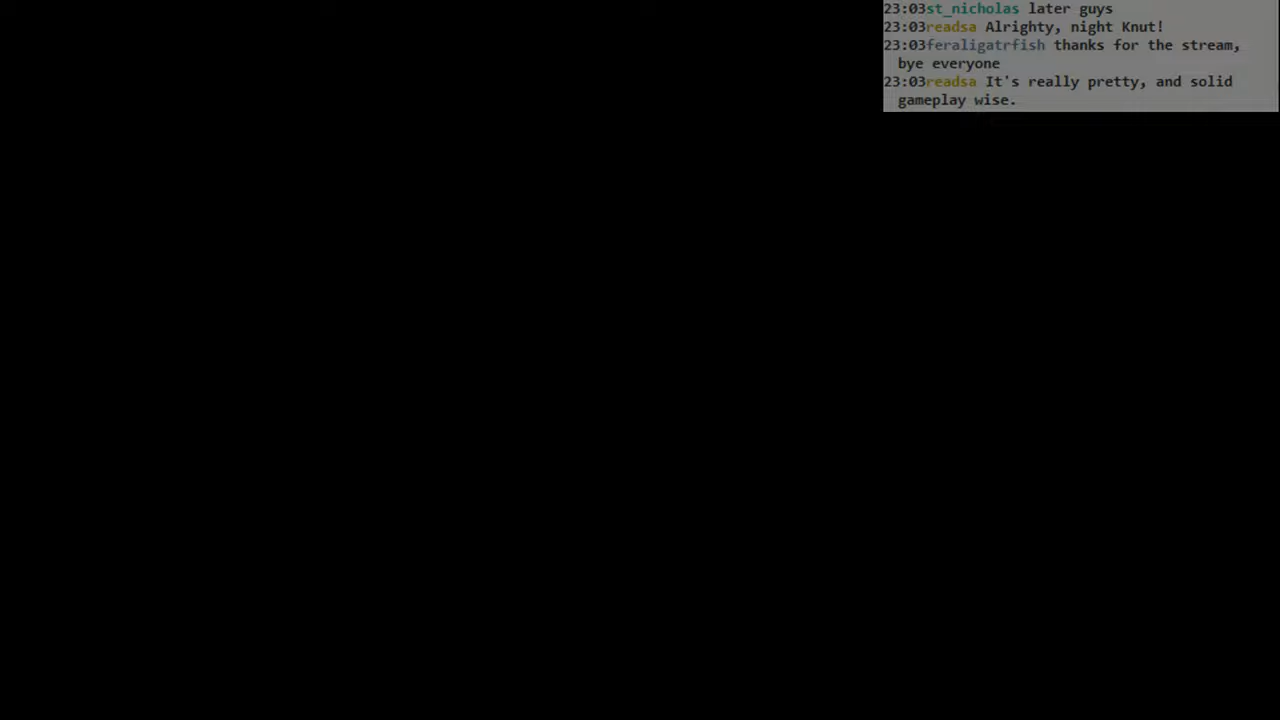 23:03st_nicholas later guys
23:03readsa Alrighty, night Knut!
23:03feraligatrfish thanks for the stream,
bye everyone
23:03readsa It's really pretty, and solid
gameplay wise.